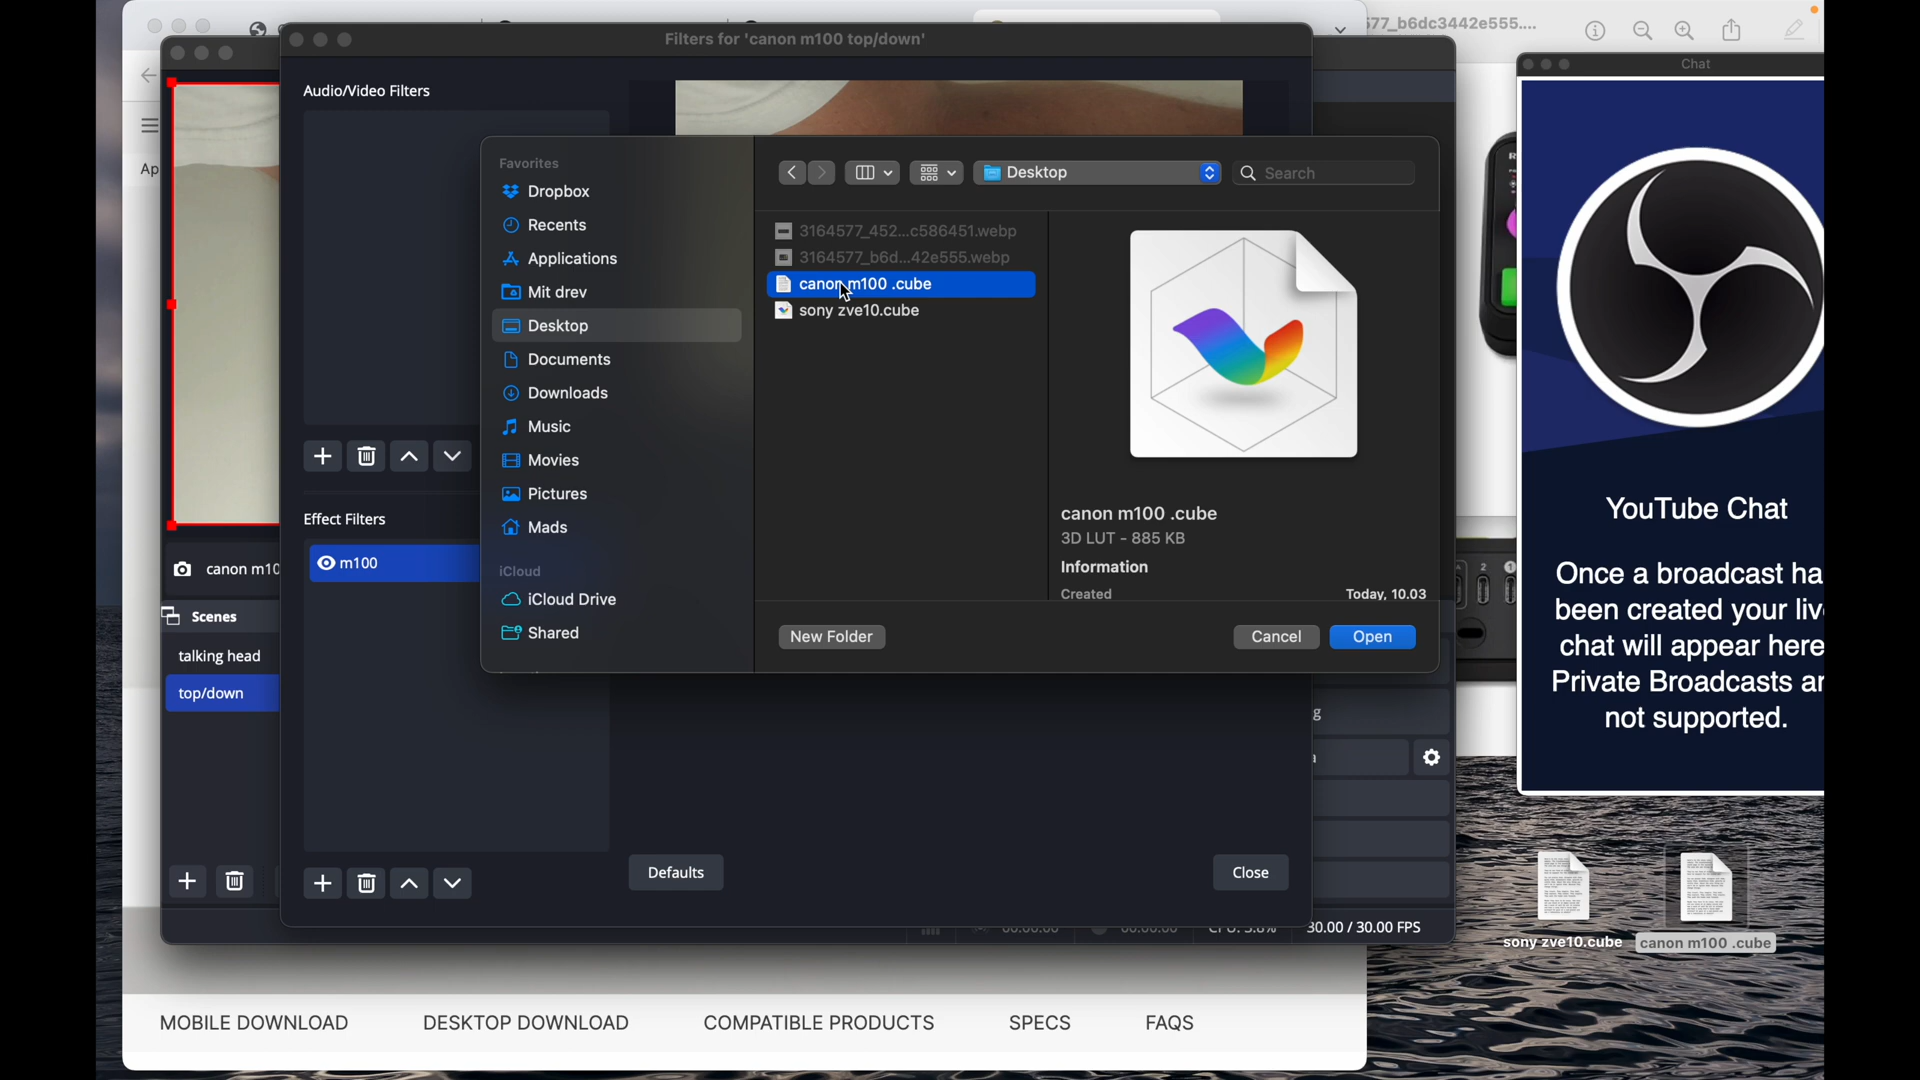 577_b6dc3442e555....
Filters for 'canon m100 top/down'
Chat
Audio/Video Filters
Ap
Favorites
Dropbox
Recents
Applications
Mit drev
Desktop
Documents
Downloads
Music
Movies
Pictures
Mads
iCloud
iCloud Drive
Shared
Desktop
Search
3164577_452...c586451.webp
3164577_b6d...42e555.webp
canon m100 .cube
sony zve10.cube
canon m100 .cube
3D LUT - 885 KB
Information
Created
Today, 10.03
New Folder
Cancel
Open
Effect Filters
m100
canon m10
Scenes
talking head
top/down
Defaults
Close
g
30.00 / 30.00 FPS
YouTube Chat
Once a broadcast ha
been created your liv
chat will appear here
Private Broadcasts ar
not supported.
2
sony zve10.cube
canon m100 .cube
MOBILE DOWNLOAD
DESKTOP DOWNLOAD
COMPATIBLE PRODUCTS
SPECS
FAQS